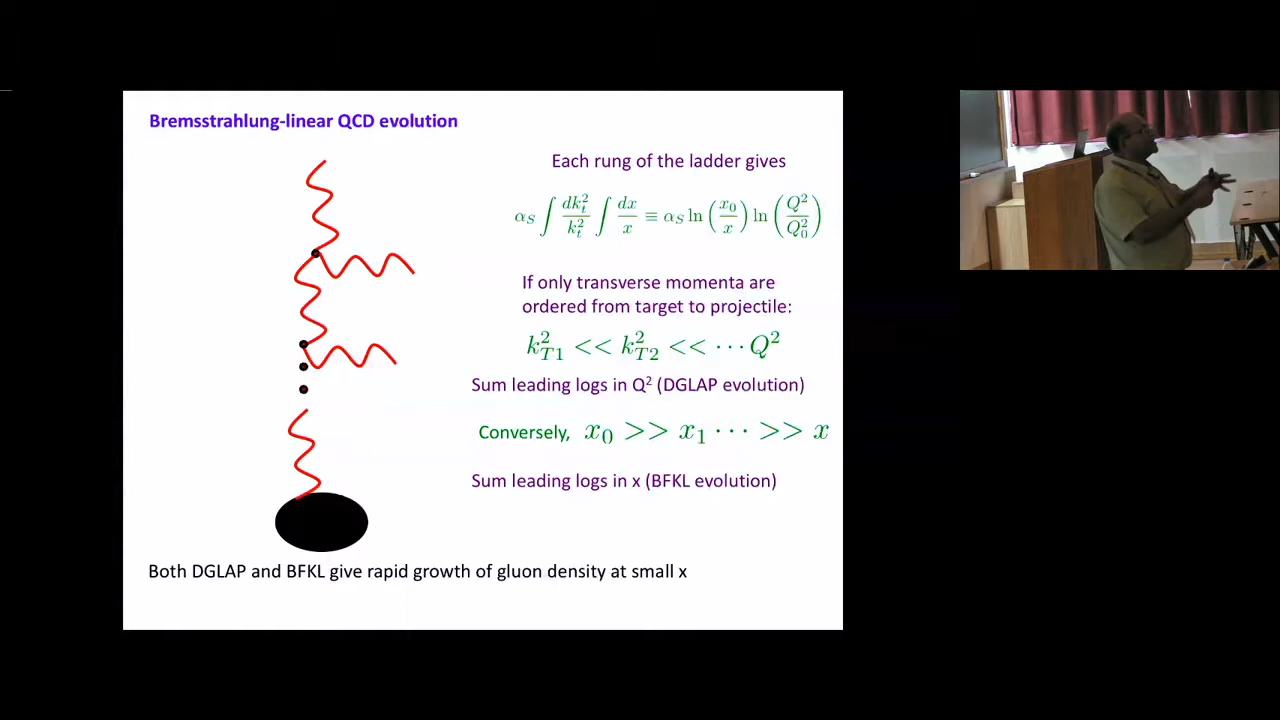 Bremsstrahlung-linear QCD evolution
Each rung of the ladder gives
$\alpha_S \int \frac{dk_t^2}{k_t^2} \int \frac{dx}{x} \equiv \alpha_S \ln\left(\frac{x_0}{x}\right) \ln\left(\frac{Q^2}{Q_0^2}\right)$
If only transverse momenta are
ordered from target to projectile:
$k_{T1}^2 << k_{T2}^2 << \cdots Q^2$
Sum leading logs in Q² (DGLAP evolution)
Conversely, $x_0 >> x_1 \cdots >> x$
Sum leading logs in x (BFKL evolution)
Both DGLAP and BFKL give rapid growth of gluon density at small x